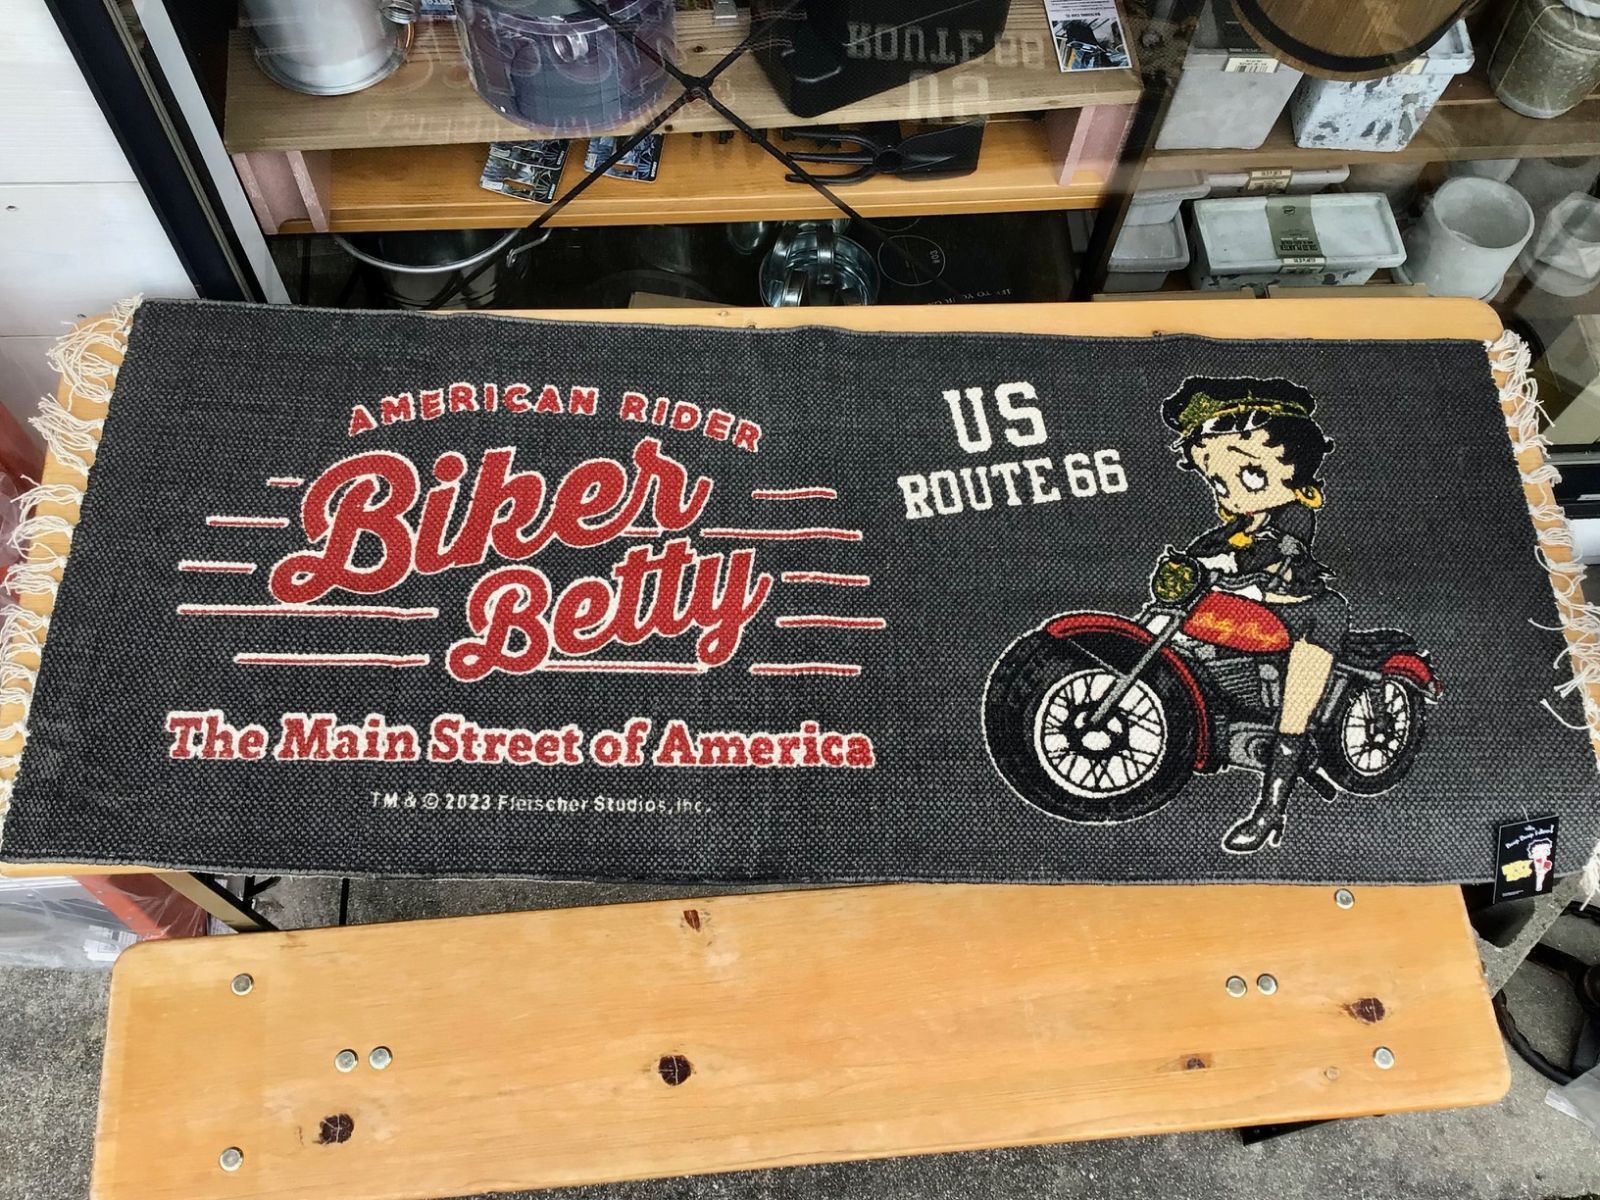 AMERICAN RIDER
Biker
Betty
The Main Street of America
TM & © 2023 Fleischer Studios, Inc.
US
ROUTE 66